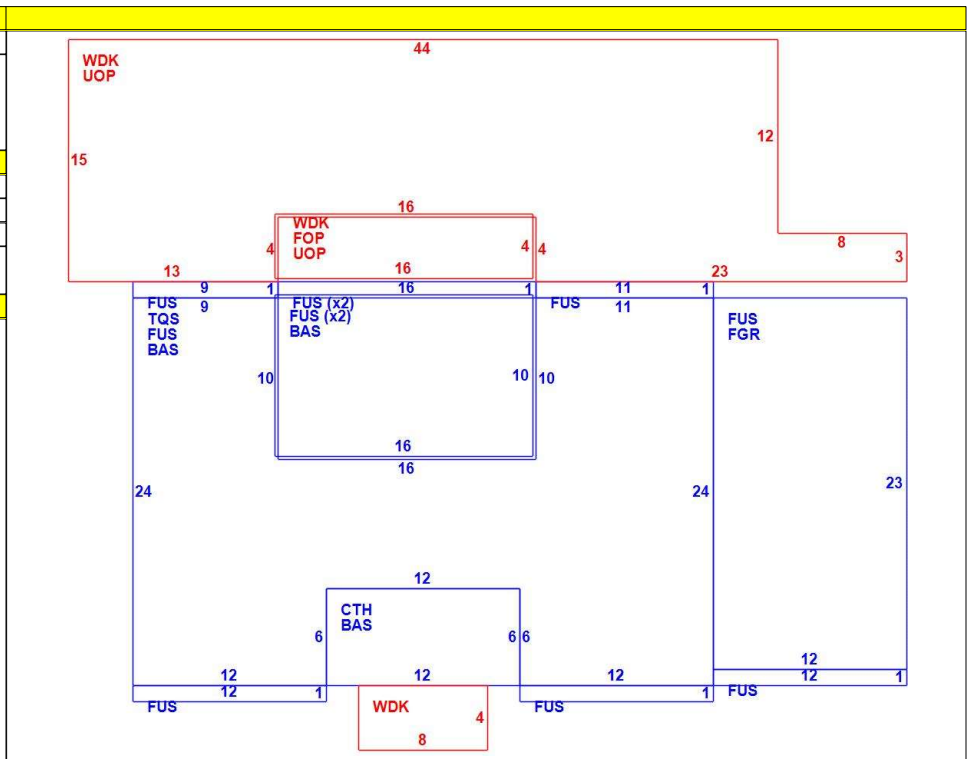 44
WDK
UOP
12
15
16
WDK
FOP
UOP
4
4 4
8
3
13
16
23
9
1
16
1
11
1
FUS
9
FUS (x2)
FUS
11
TQS
FUS
BAS
FUS (x2)
BAS
FUS
FGR
10
10 10
16
16
24
24
23
12
CTH
BAS
6
6 6
12
12
12
12
12
1
1
12
1
FUS
FUS
FUS
WDK
4
8